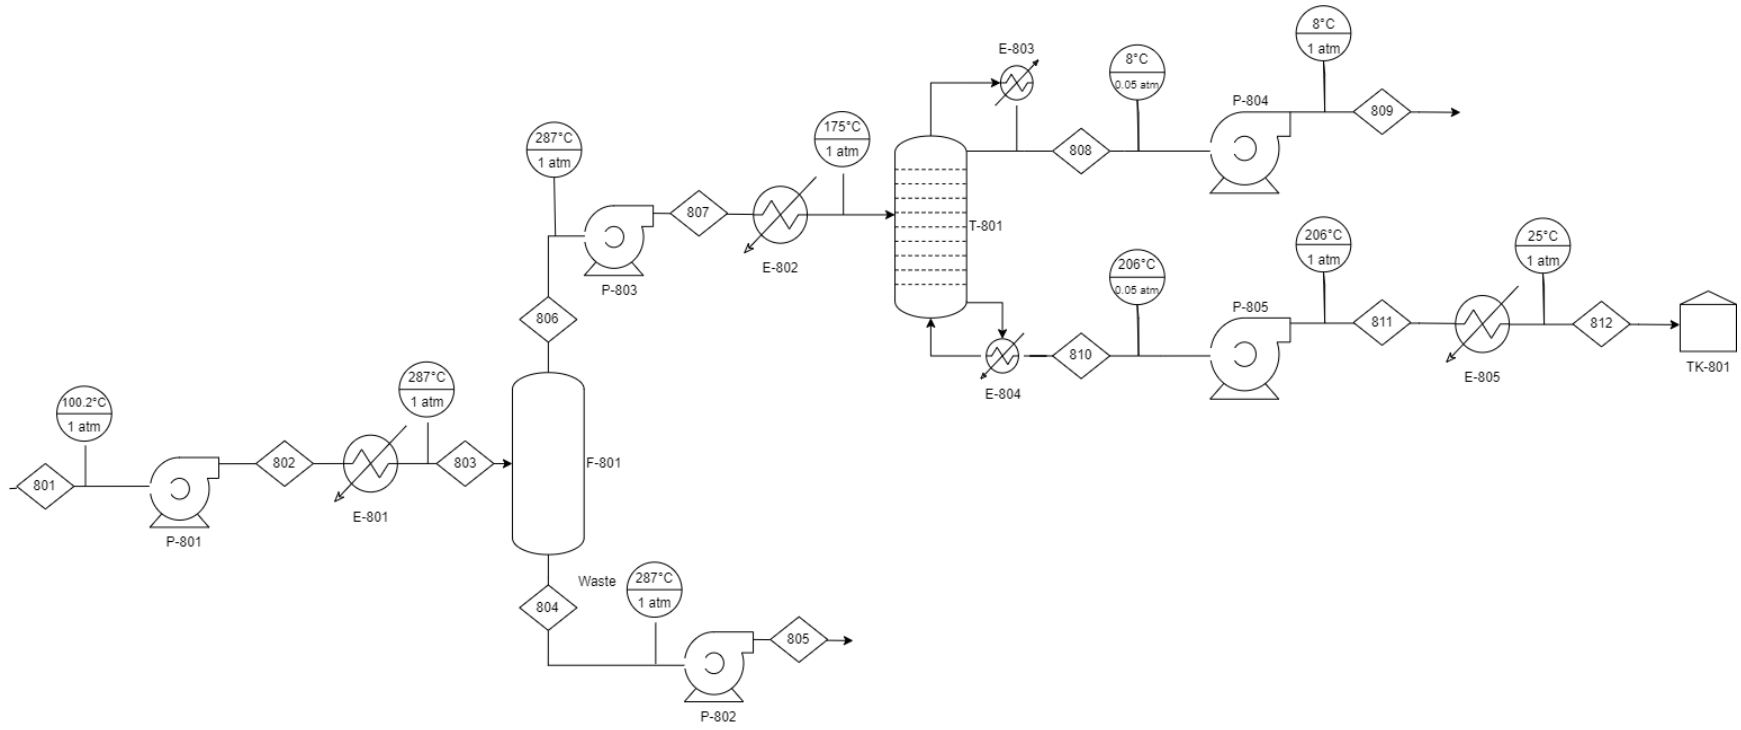 8°C
1 atm
E-803
8°C
0.05 atm
P-804
809
175°C
1 atm
287°C
1 atm
808
807
T-801
E-802
P-803
206°C
1 atm
25°C
1 atm
206°C
0.05 atm
P-805
806
811
812
810
E-804
E-805
TK-801
287°C
1 atm
100.2°C
1 atm
802
803
F-801
801
E-801
P-801
Waste
287°C
1 atm
804
805
P-802